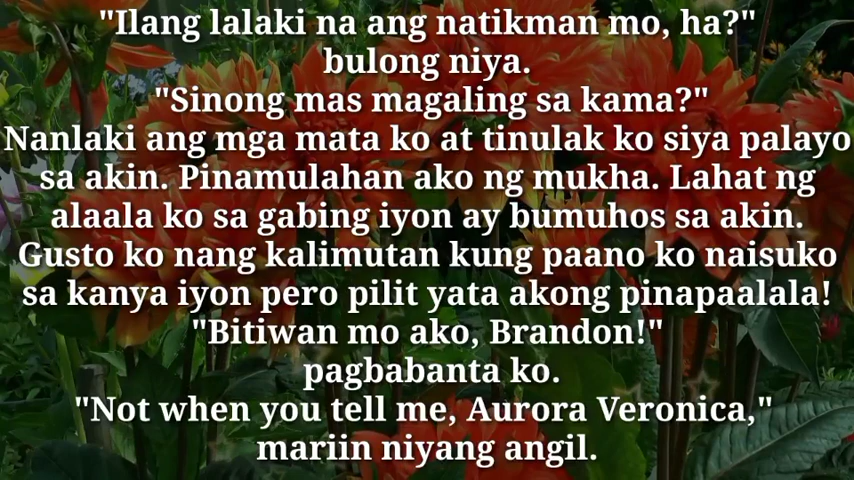 "Ilang lalaki na ang natikman mo, ha?"
bulong niya.
"Sinong mas magaling sa kama?"
Nanlaki ang mga mata ko at tinulak ko siya palayo
sa akin. Pinamulahan ako ng mukha. Lahat ng
alaala ko sa gabing iyon ay bumuhos sa akin.
Gusto ko nang kalimutan kung paano ko naisuko
sa kanya iyon pero pilit yata akong pinapaalala!
"Bitiwan mo ako, Brandon!"
pagbabanta ko.
"Not when you tell me, Aurora Veronica,"
mariin niyang angil.